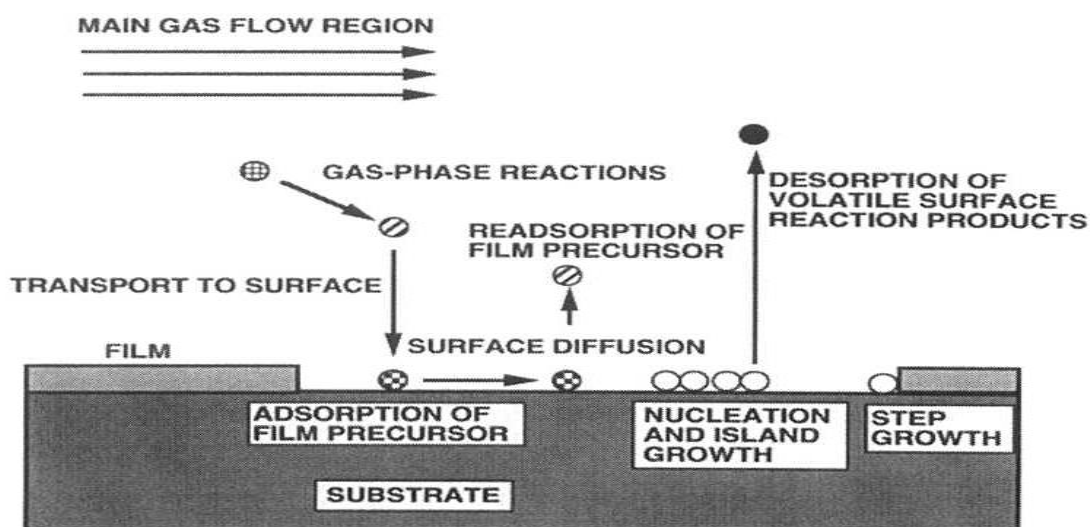 MAIN GAS FLOW REGION
GAS-PHASE REACTIONS
DESORPTION OF
VOLATILE SURFACE
REACTION PRODUCTS
READSORPTION OF
FILM PRECURSOR
TRANSPORT TO SURFACE
SURFACE DIFFUSION
FILM
ADSORPTION OF
FILM PRECURSOR
NUCLEATION
AND ISLAND
GROWTH
STEP
GROWTH
SUBSTRATE